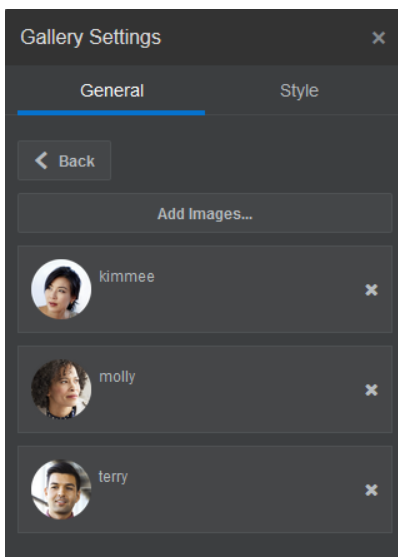 Gallery Settings
General Style
Back
Add Images...
kimmee
molly
terry